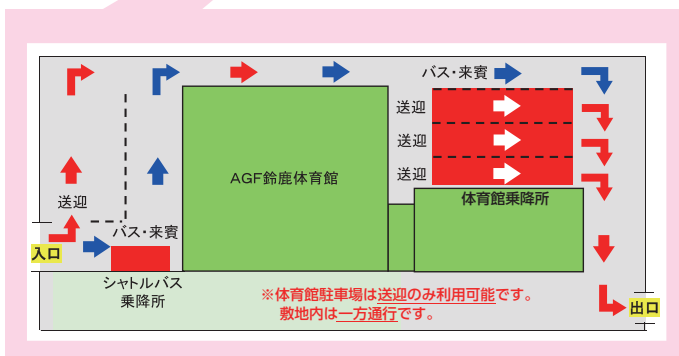 バス・来賓
送迎
送迎
送迎
AGF鈴鹿体育館
体育館乗降所
送迎
バス・来賓
入口
シャトルバス
乗降所
※体育館駐車場は送迎のみ利用可能です。
敷地内は一方通行です。
出口